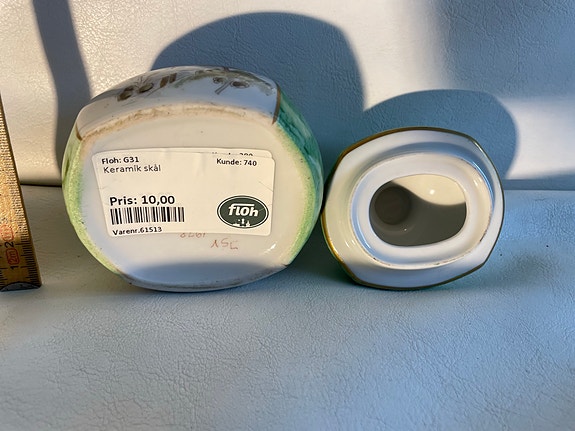 Floh: G31
Kunde: 740
Keramik skål
Pris: 10,00
floh
Varenr.61513